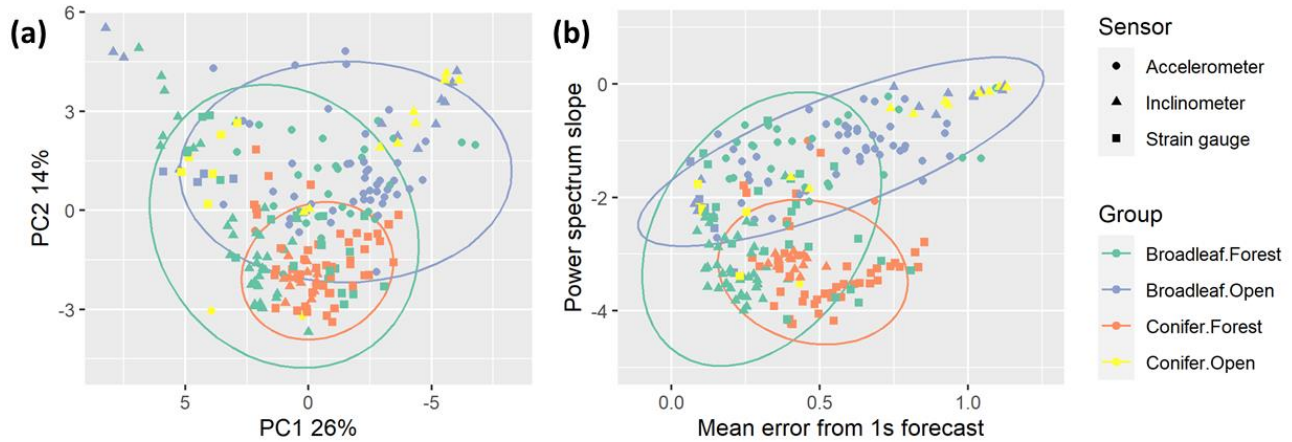 (a)
6
3
0
-3
PC2 14%
5
0
-5
PC1 26%
(b)
0
-2
-4
Power spectrum slope
0.0
0.5
1.0
Mean error from 1s forecast
Sensor
Accelerometer
Inclinometer
Strain gauge
Group
Broadleaf.Forest
Broadleaf.Open
Conifer.Forest
Conifer.Open